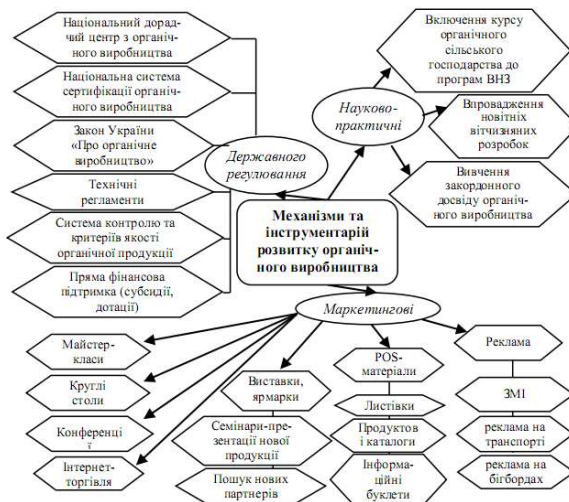 Національний дорад-
чий центр з органіч-
ного виробництва
Національна система
сертифікації органіч-
ного виробництва
Закон України
«Про органічне
виробництво»
Технічні
регламенти
Система контролю та
критеріїв якості
органічної продукції
Пряма фінансова
підтримка (субсидії,
дотації)
Державного
регулювання
Науково-
практичні
Включення курсу
органічного
сільського
господарства до
програм ВНЗ
Впровадження
новітніх
вітчизняних
розробок
Вивчення
закордонного
досвіду органіч-
ного виробництва
Механізми та
інструментарій
розвитку органіч-
ного виробництва
Маркетингові
Майстер-
класи
Круглі
столи
Конференці
ї
Інтернет-
торгівля
Виставки,
ярмарки
Семінари-пре-
зентації нової
продукції
Пошук нових
партнерів
POS-
матеріали
Листівки
Продуктов
і каталоги
Інформа-
ційні
буклети
Реклама
ЗМІ
реклама на
транспорті
реклама на
бігбордах